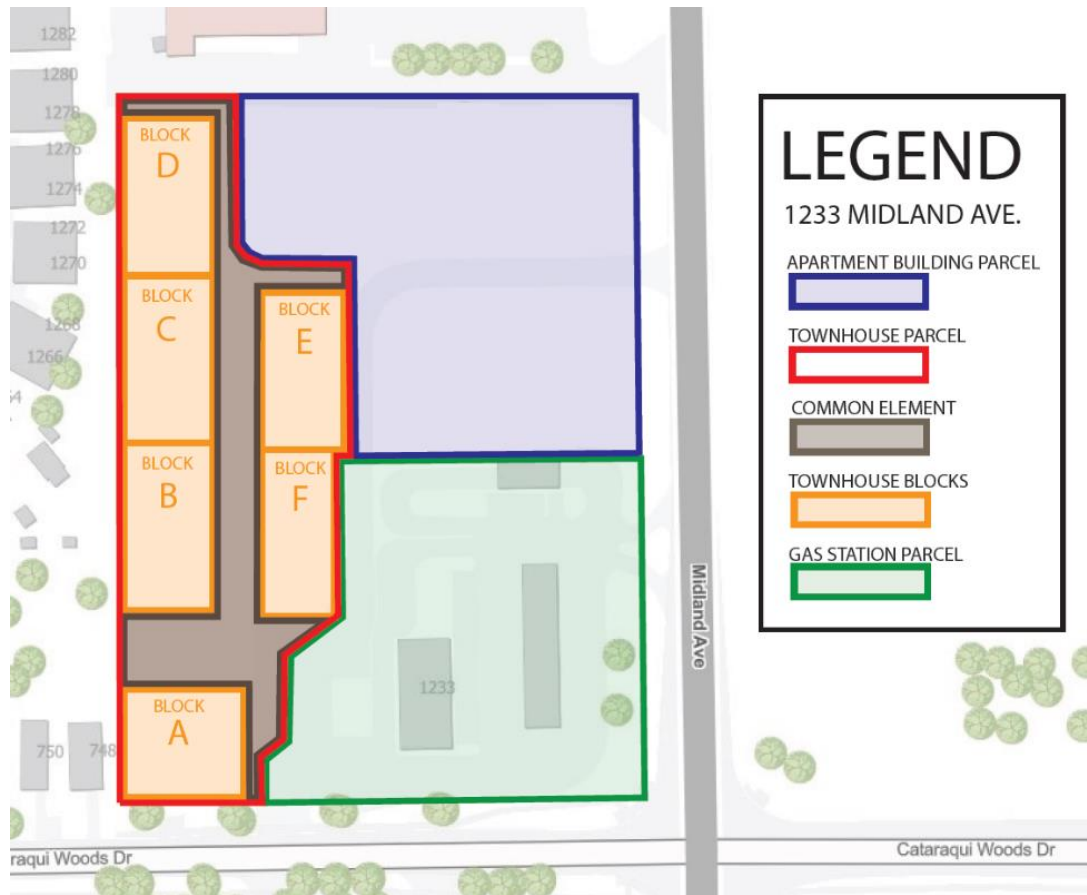 1282
1280
1278
1276
1274
1272
1270
1268
1266
BLOCK
D
BLOCK
C
BLOCK
E
BLOCK
B
BLOCK
F
BLOCK
A
1233
750
748
Midland Ave
raqui Woods Dr
Cataraqui Woods Dr
LEGEND
1233 MIDLAND AVE.
APARTMENT BUILDING PARCEL
TOWNHOUSE PARCEL
COMMON ELEMENT
TOWNHOUSE BLOCKS
GAS STATION PARCEL